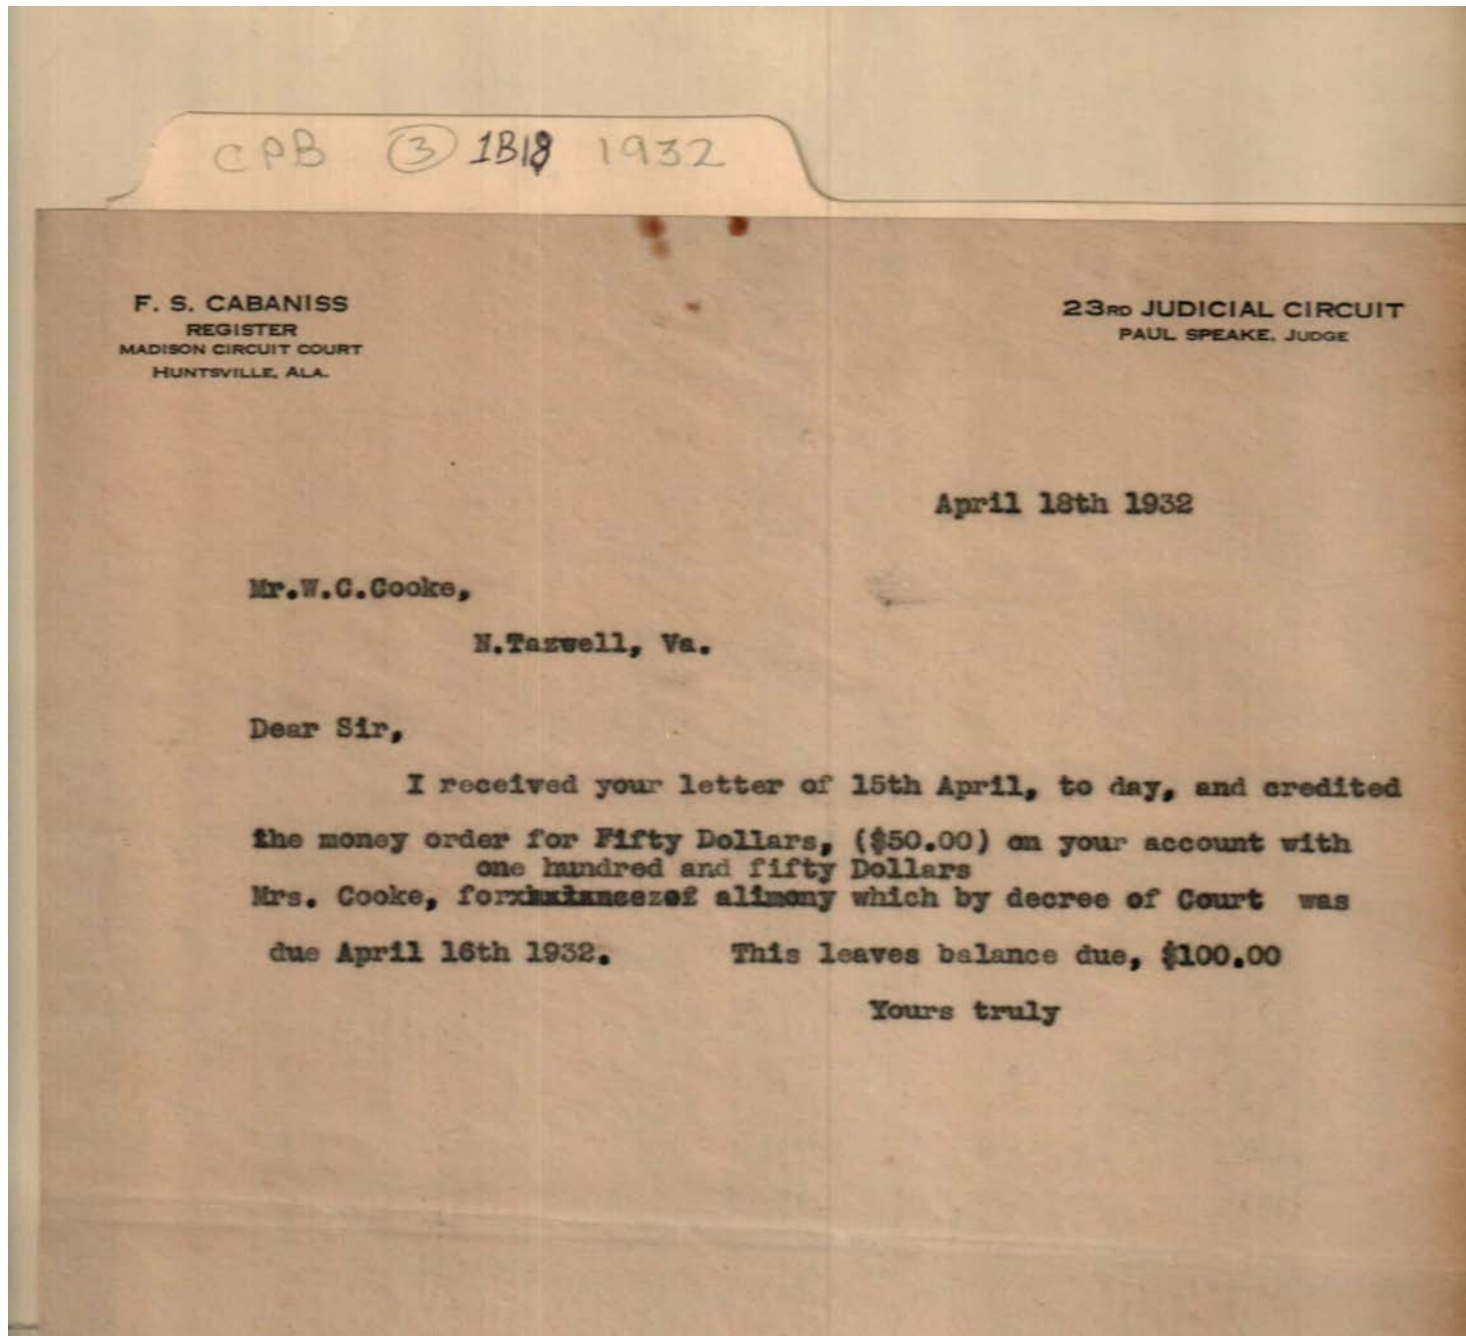 CPB 3 1B18 1932
F. S. CABANISS
REGISTER
MADISON CIRCUIT COURT
HUNTSVILLE, ALA.
23RD JUDICIAL CIRCUIT
PAUL SPEAKE, JUDGE
April 18th 1932
Mr.W.C.Cooke,
N.Tazwell, Va.
Dear Sir,
I received your letter of 15th April, to day, and credited
the money order for Fifty Dollars, ($50.00) on your account with
one hundred and fifty Dollars
Mrs. Cooke, for alimony which by decree of Court was
due April 16th 1932. This leaves balance due, $100.00
Yours truly